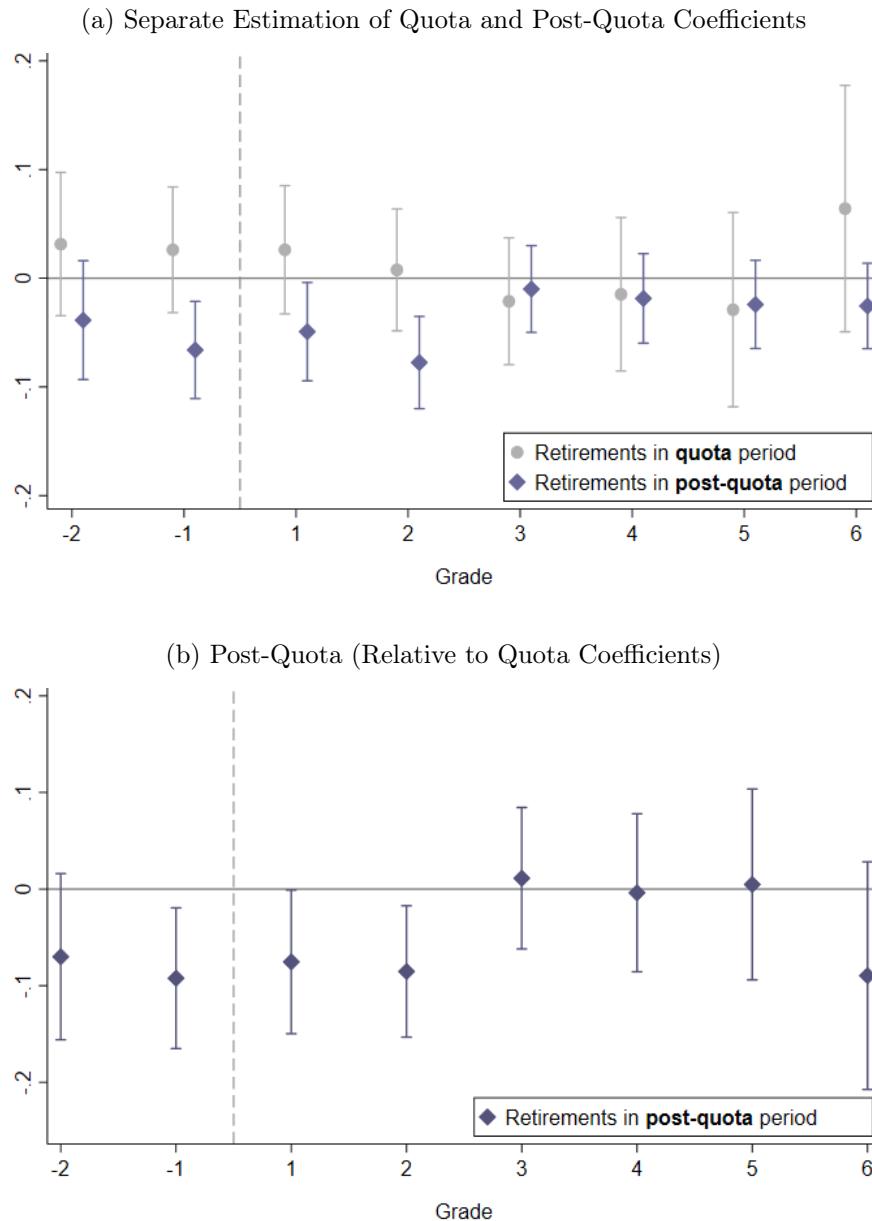 (a) Separate Estimation of Quota and Post-Quota Coefficients
.2
.1
0
-.1
-.2
Retirements in quota period
Retirements in post-quota period
-2 -1 1 2 3 4 5 6
Grade
(b) Post-Quota (Relative to Quota Coefficients)
.2
.1
0
-.1
-.2
Retirements in post-quota period
-2 -1 1 2 3 4 5 6
Grade